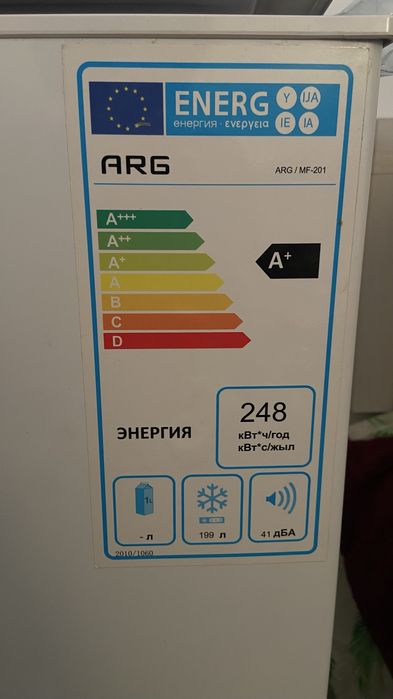 ENERG
Y IJA
енергия · ενεργεια
IE IA
ARG
ARG / MF-201
A+++
A++
A+
A+
A
B
C
D
248
ЭНЕРГИЯ
кВт*ч/год
кВт*с/жыл
1L
- л
199 л
41 дБА
2010/1060